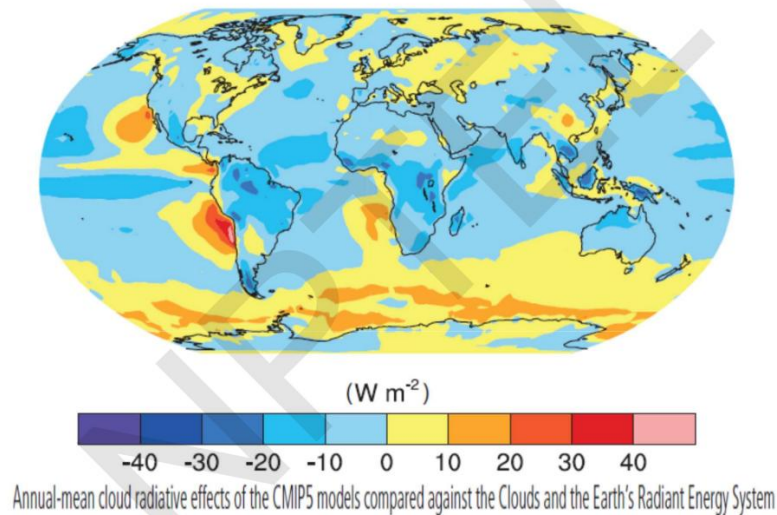 NPTEL
(W m-2)
-40 -30 -20 -10 0 10 20 30 40
Annual-mean cloud radiative effects of the CMIP5 models compared against the Clouds and the Earth's Radiant Energy System